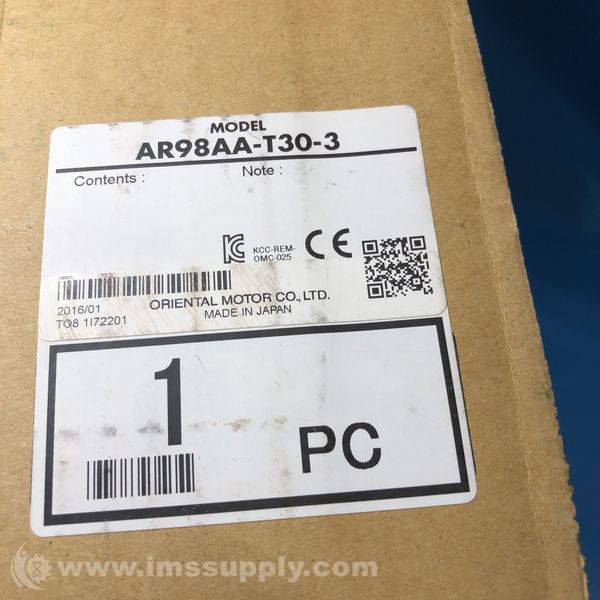 MODEL
AR98AA-T30-3
Contents : Note :
KCC-REM-
OMC-025
CE
2016/01
TO8 1I72201
ORIENTAL MOTOR CO., LTD.
MADE IN JAPAN
1 PC
www.imssupply.com